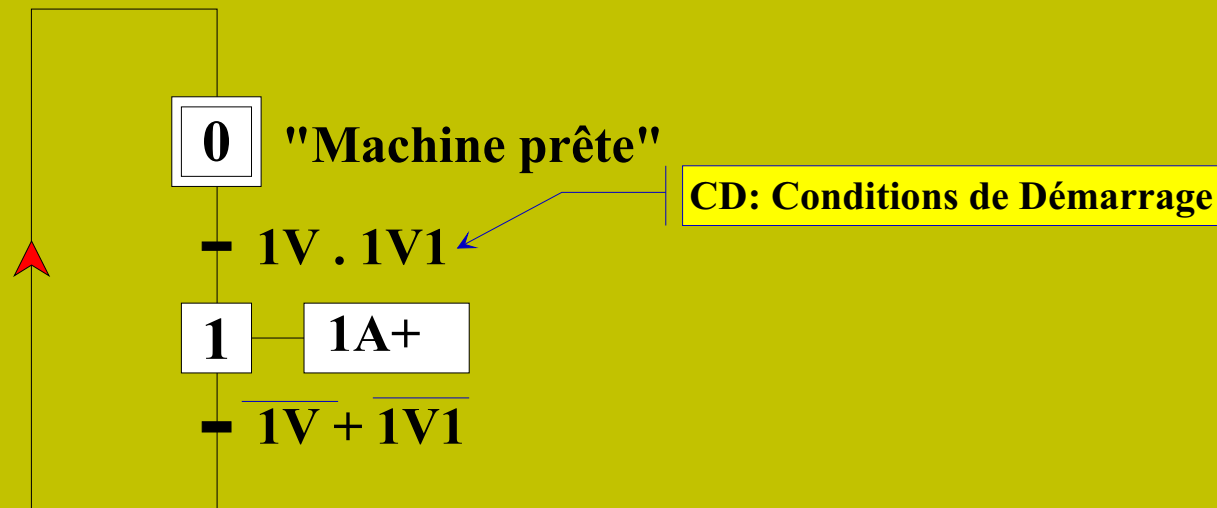 0 "Machine prête"
CD: Conditions de Démarrage
1V . 1V1
1 1A+
1V̅ + 1V1̅